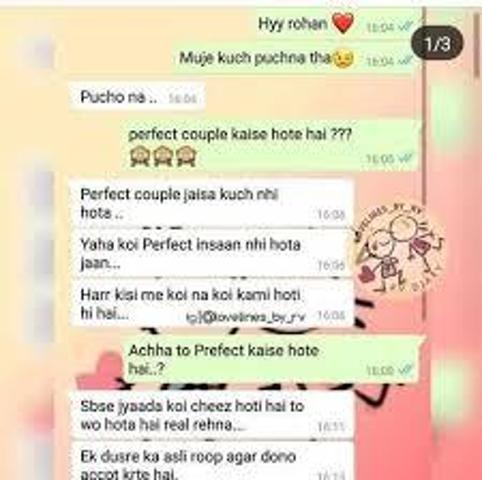 Hyy rohan ❤️ 16:04
1/3
Muje kuch puchna tha😉 16:04
Pucho na .. 16:04
perfect couple kaise hote hai ???
🙈🙈🙈 16:05
Perfect couple jaisa kuch nhi
hota .. 16:06
Yaha koi Perfect insaan nhi hota
jaan... 16:06
Harr kisi me koi na koi kami hoti
hi hai... 16:06
ig|@lovelines_by_rv
Achha to Prefect kaise hote
hai..? 16:08
Sbse jyaada koi cheez hoti hai to
wo hota hai real rehna... 16:11
Ek dusre ka asli roop agar dono
accpt krte hai. 16:13